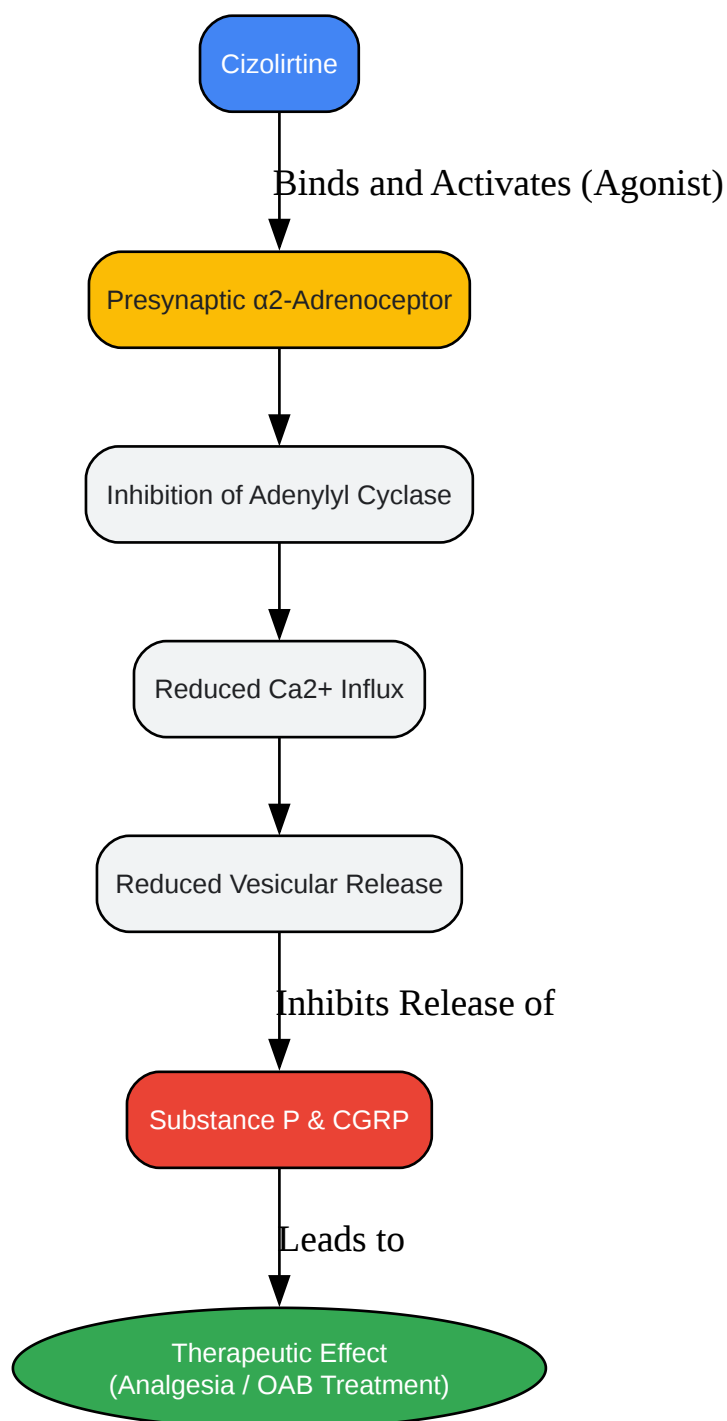 Cizolirtine
Binds and Activates (Agonist)
Presynaptic α2-Adrenoceptor
Inhibition of Adenylyl Cyclase
Reduced Ca2+ Influx
Reduced Vesicular Release
Inhibits Release of
Substance P & CGRP
Leads to
Therapeutic Effect
(Analgesia / OAB Treatment)